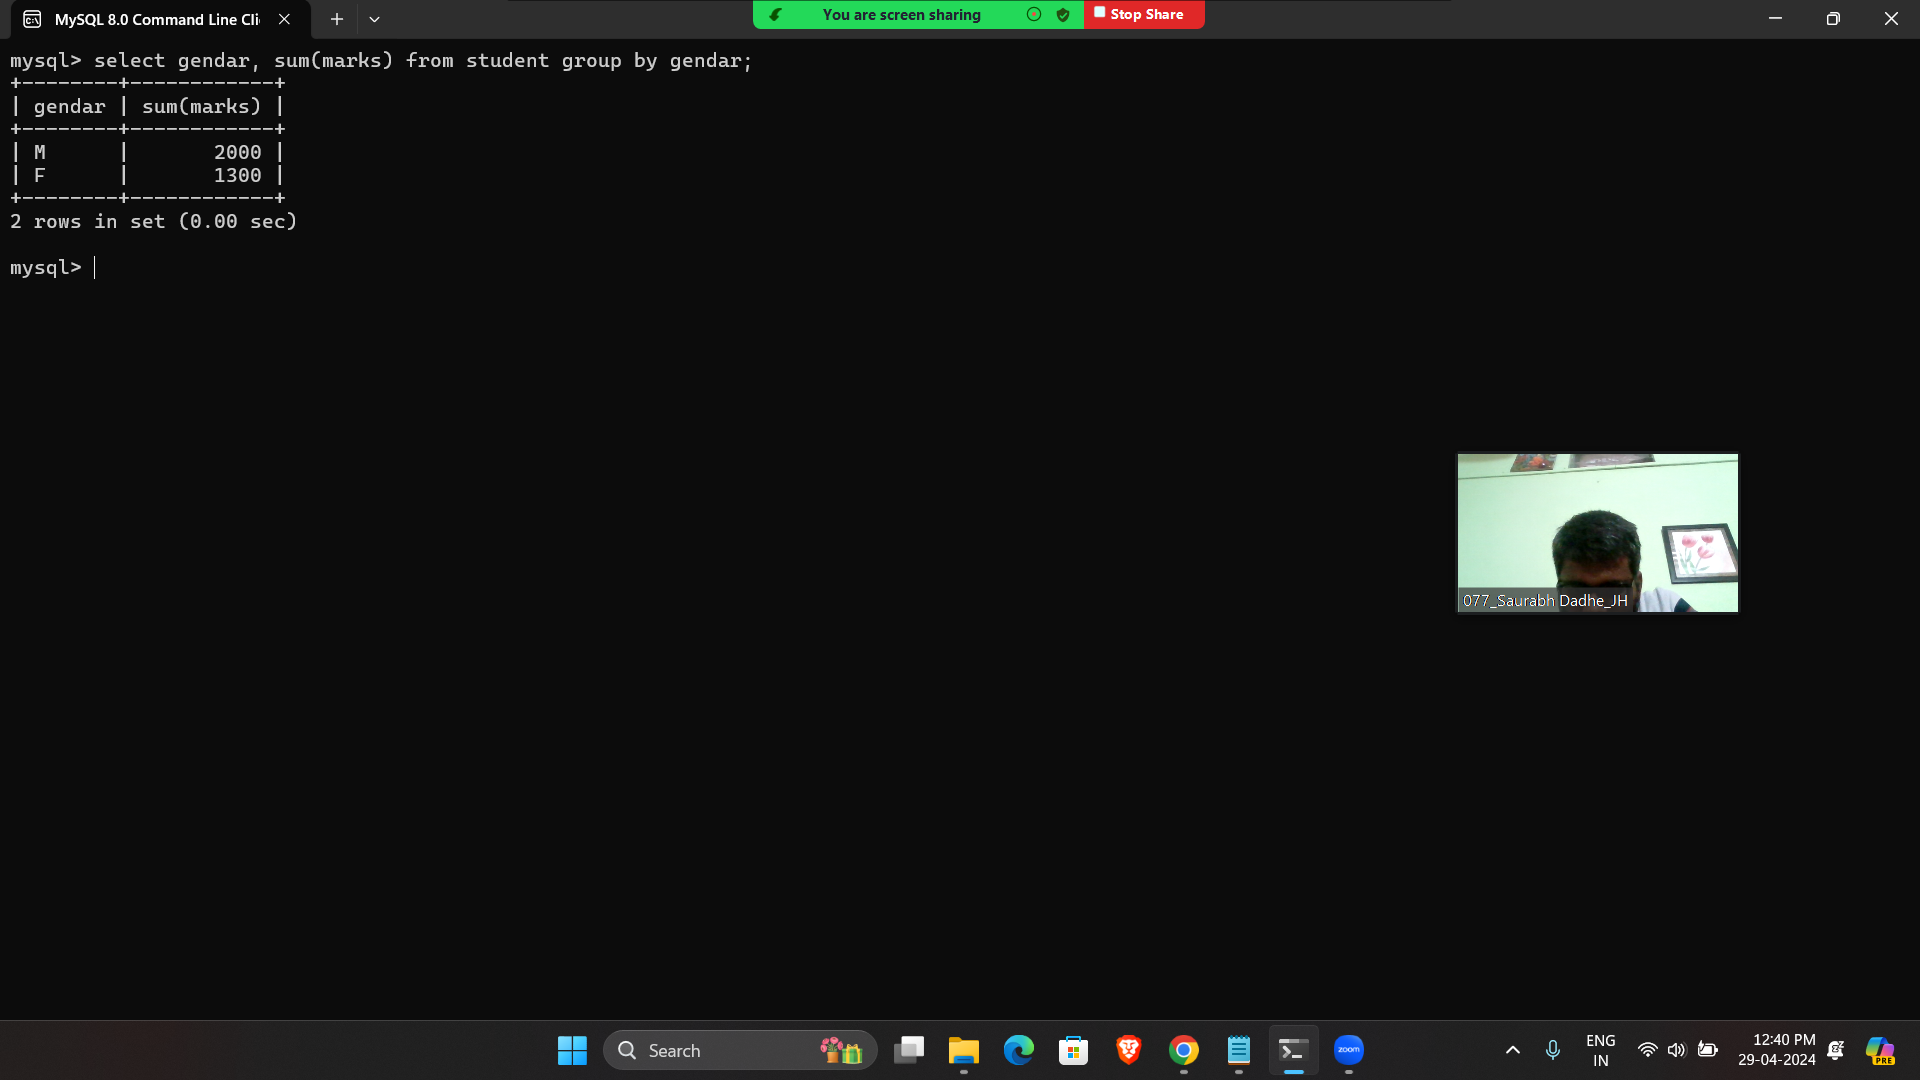 MySQL 8.0 Command Line Cli
You are screen sharing
Stop Share
mysql> select gendar, sum(marks) from student group by gendar;
+--------+------------+
| gendar | sum(marks) |
+--------+------------+
| M      |       2000 |
| F      |       1300 |
+--------+------------+
2 rows in set (0.00 sec)
mysql>
077_Saurabh Dadhe_JH
Search
zoom
ENG
IN
12:40 PM
29-04-2024
PRE